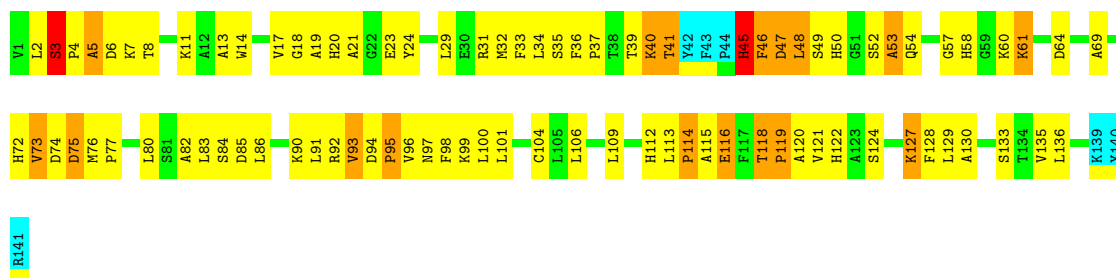 V1 L2 S3 P4 A5 D6 K7 T8 K11 A12 A13 W14 V17 G18 A19 H20 A21 G22 E23 Y24 L29 E30 R31 M32 F33 L34 S35 F36 P37 T38 T39 K40 T41 Y42 F43 P44 H45 F46 D47 L48 S49 H50 G51 S52 A53 Q54 G57 H58 G59 K60 K61 D64 A69
H72 V73 D74 D75 M76 P77 L80 S81 A82 L83 S84 D85 L86 K90 L91 R92 V93 D94 P95 V96 N97 F98 K99 L100 L101 C104 L105 L106 L109 H112 L113 P114 A115 E116 F117 T118 P119 A120 V121 H122 A123 S124 K127 F128 L129 A130 S133 T134 V135 L136 K139 Y140
R141